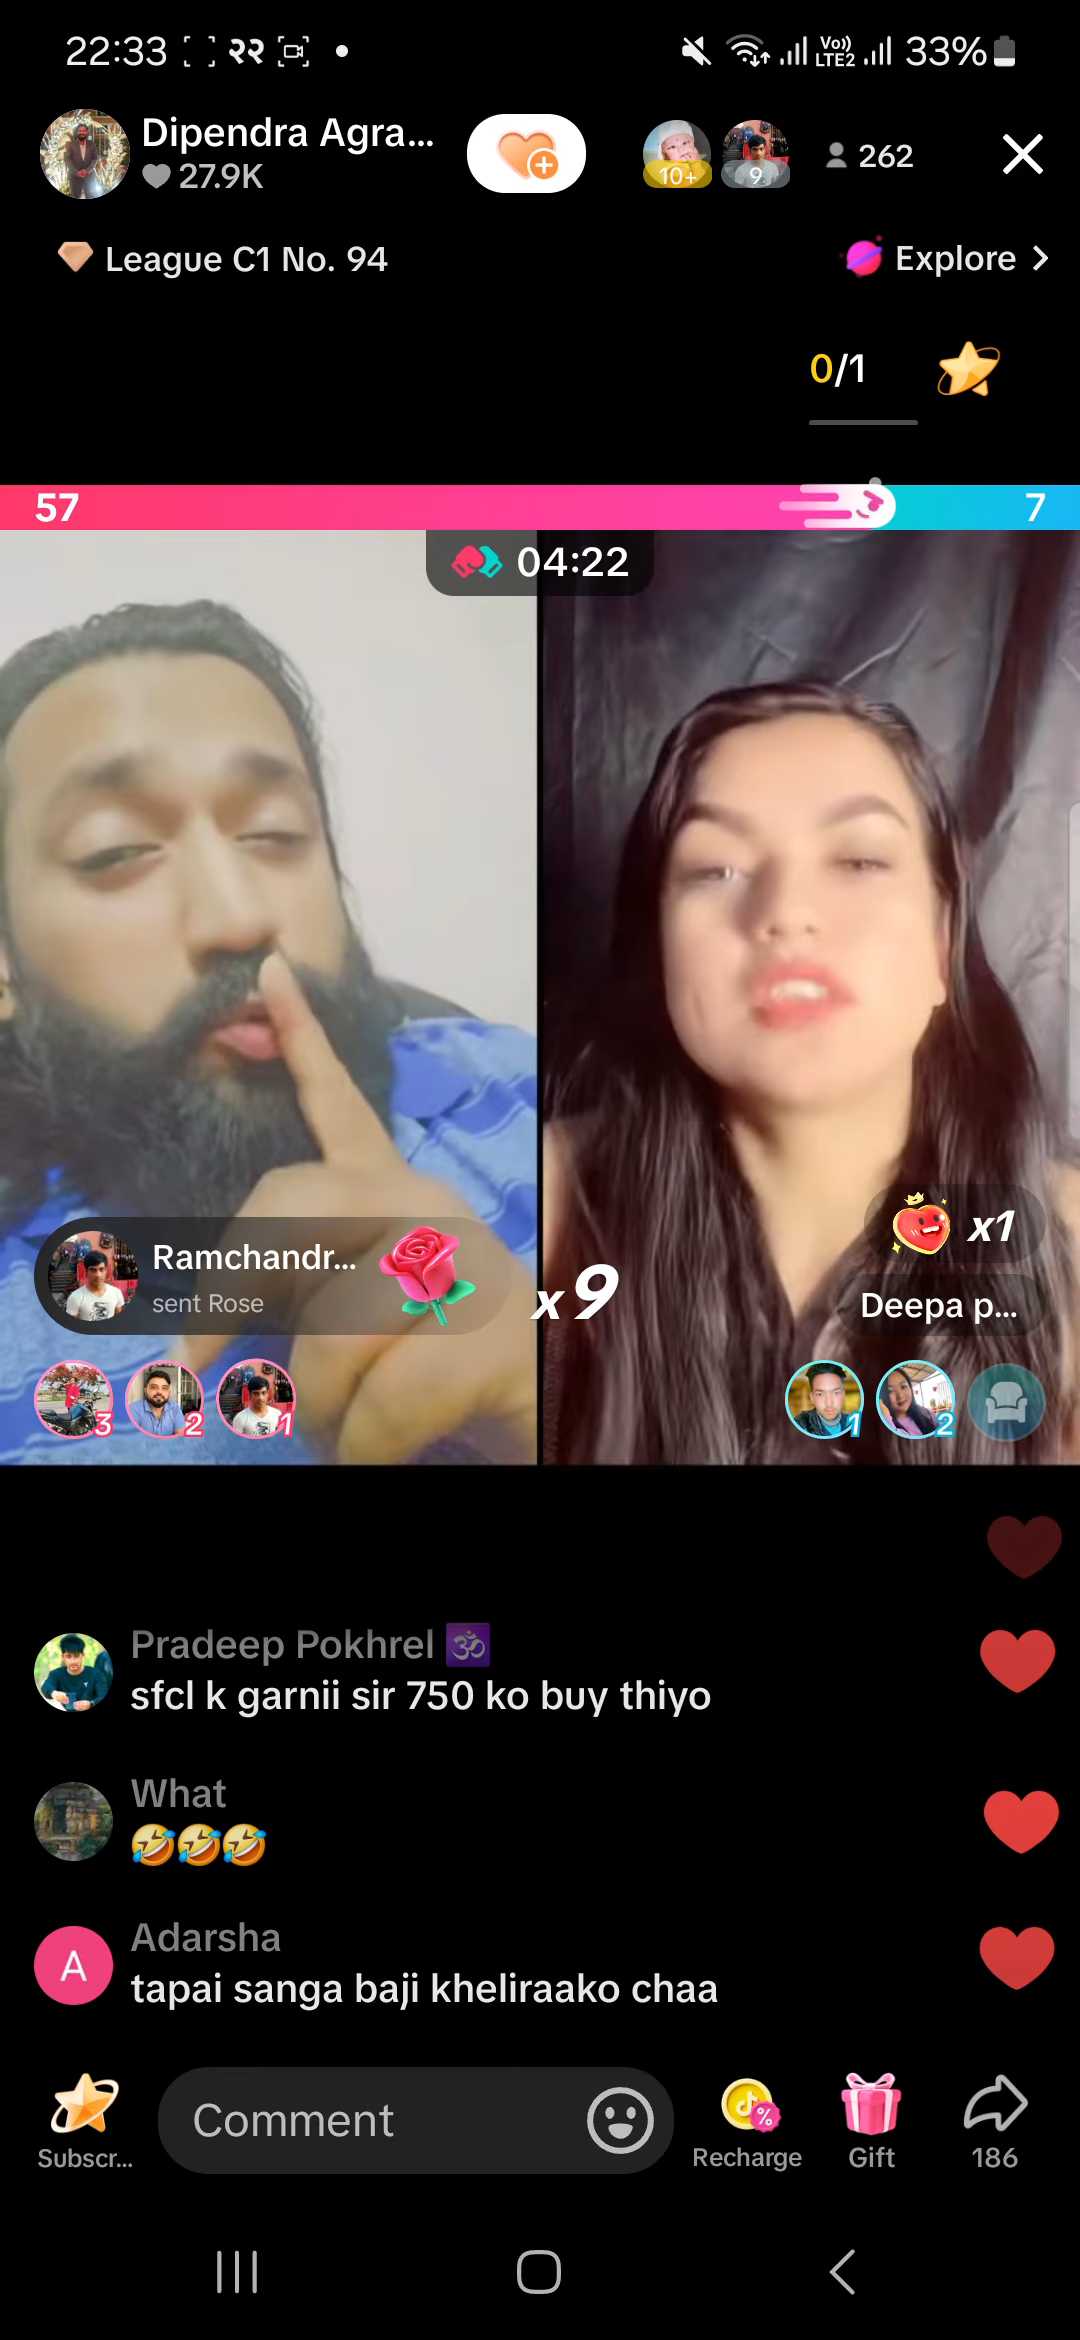 22:33 २२ Vo)) LTE2 33%
Dipendra Agra...
27.9K
10+ 9 262
League C1 No. 94 Explore
0/1
57 7
04:22
x1
Ramchandr...
sent Rose
x9
Deepa p...
3 2 1 1 2
Pradeep Pokhrel 🕉
sfcl k garnii sir 750 ko buy thiyo
What
🤣🤣🤣
Adarsha
A
tapai sanga baji kheliraako chaa
Comment
Subscr... Recharge Gift 186